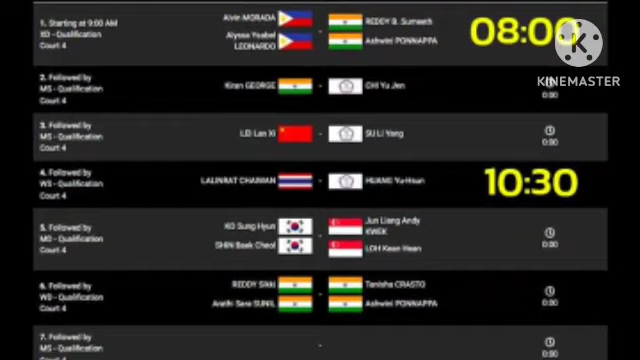 1. Starting at 9:00 AM
XD - Qualification
Court 4
Alvin MORADA
Alyssa Ysabel
LEONARDO
-
REDDY B. Sumeeth
Ashwini PONNAPPA
08:00
K
KINEMASTER
2. Followed by
MS - Qualification
Court 4
Kiran GEORGE
-
CHI Yu Jen
0:00
3. Followed by
MS - Qualification
Court 4
LEI Lan Xi
-
SU Li Yang
0:00
4. Followed by
WS - Qualification
Court 4
LALINRAT CHAIWAN
-
HUANG Yu-Hsun
10:30
5. Followed by
MD - Qualification
Court 4
KO Sung Hyun
SHIN Baek Cheol
-
Jun Liang Andy
KWEK
LOH Kean Hean
0:00
6. Followed by
WD - Qualification
Court 4
REDDY Sikki
Arathi Sara SUNIL
-
Tanisha CRASTO
Ashwini PONNAPPA
0:00
7. Followed by
MD - Qualification
-
0:00